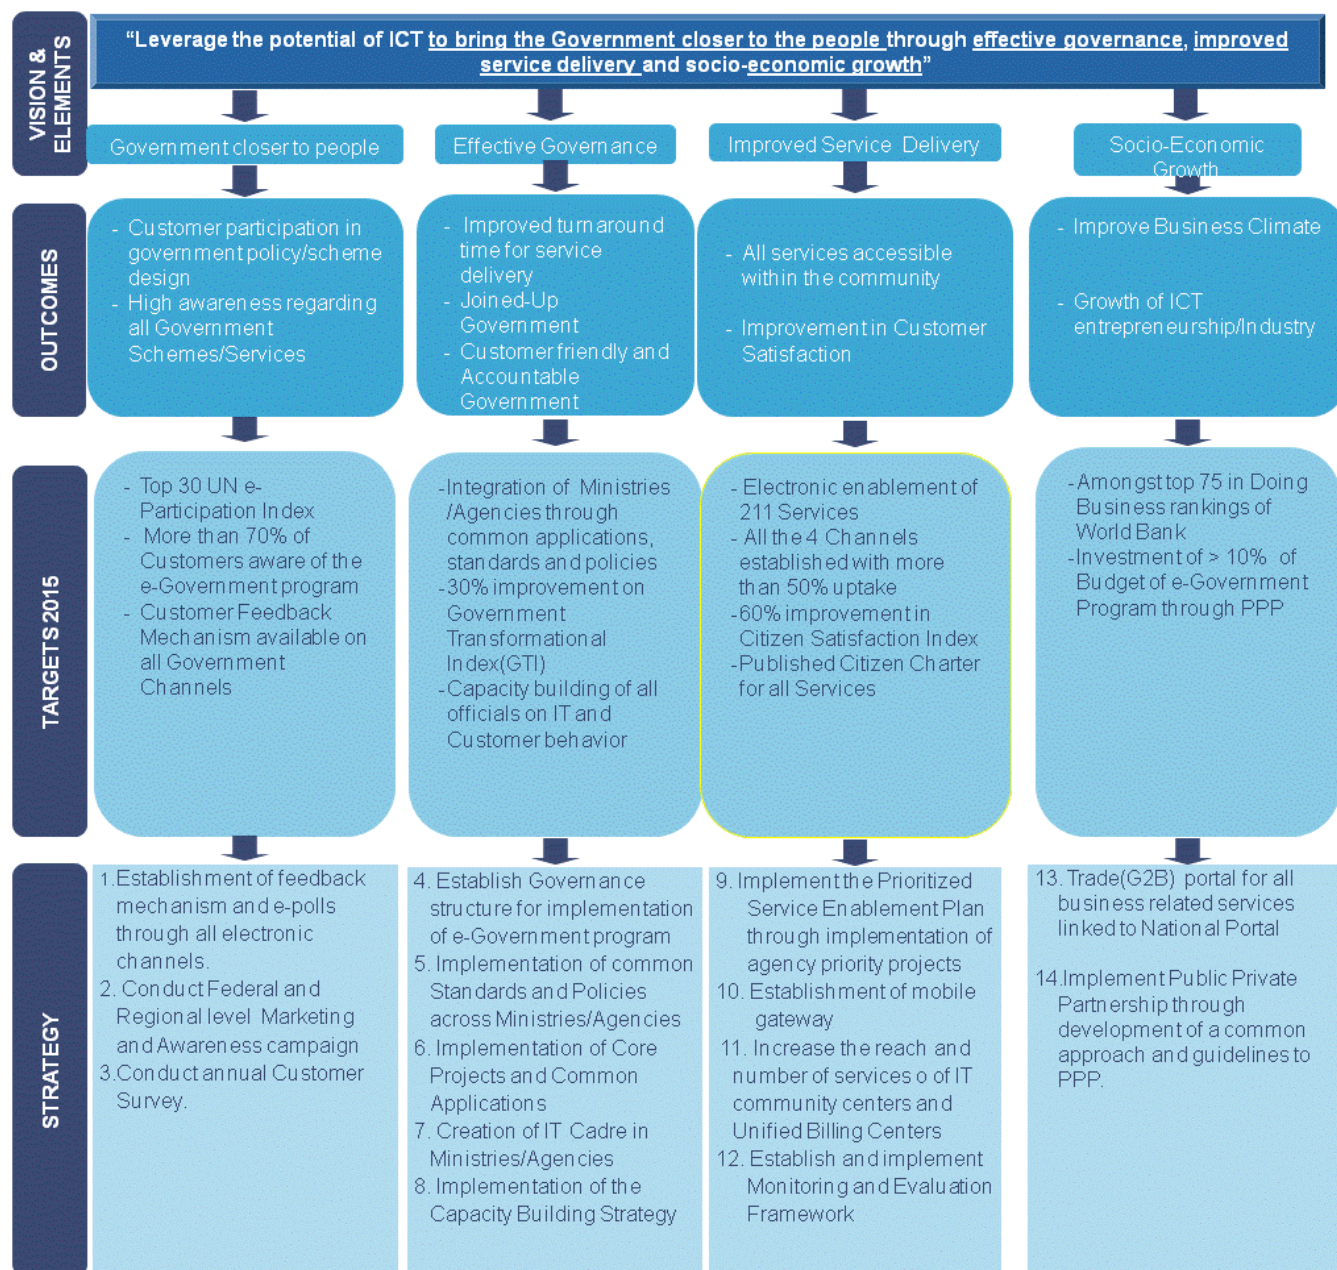 VISION &
ELEMENTS
“Leverage the potential of ICT to bring the Government closer to the people through effective governance, improved
service delivery and socio-economic growth”
Government closer to people
Effective Governance
Improved Service Delivery
Socio-Economic
Growth
OUTCOMES
- Customer participation in
government policy/scheme
design
- High awareness regarding
all Government
Schemes/Services
- Improved turnaround
time for service
delivery
- Joined-Up
Government
- Customer friendly and
Accountable
Government
- All services accessible
within the community
- Improvement in Customer
Satisfaction
- Improve Business Climate
- Growth of ICT
entrepreneurship/Industry
TARGETS 2015
- Top 30 UN e-
Participation Index
- More than 70% of
Customers aware of the
e-Government program
- Customer Feedback
Mechanism available on
all Government
Channels
-Integration of Ministries
/Agencies through
common applications,
standards and policies
-30% improvement on
Government
Transformational
Index(GTI)
-Capacity building of all
officials on IT and
Customer behavior
- Electronic enablement of
211 Services
- All the 4 Channels
established with more
than 50% uptake
-60% improvement in
Citizen Satisfaction Index
-Published Citizen Charter
for all Services
-Amongst top 75 in Doing
Business rankings of
World Bank
-Investment of > 10% of
Budget of e-Government
Program through PPP
STRATEGY
1.Establishment of feedback
mechanism and e-polls
through all electronic
channels.
2. Conduct Federal and
Regional level Marketing
and Awareness campaign
3.Conduct annual Customer
Survey.
4. Establish Governance
structure for implementation
of e-Government program
5. Implementation of common
Standards and Policies
across Ministries/Agencies
6. Implementation of Core
Projects and Common
Applications
7. Creation of IT Cadre in
Ministries/Agencies
8. Implementation of the
Capacity Building Strategy
9. Implement the Prioritized
Service Enablement Plan
through implementation of
agency priority projects
10. Establishment of mobile
gateway
11. Increase the reach and
number of services o of IT
community centers and
Unified Billing Centers
12. Establish and implement
Monitoring and Evaluation
Framework
13. Trade(G2B) portal for all
business related services
linked to National Portal
14.Implement Public Private
Partnership through
development of a common
approach and guidelines to
PPP.